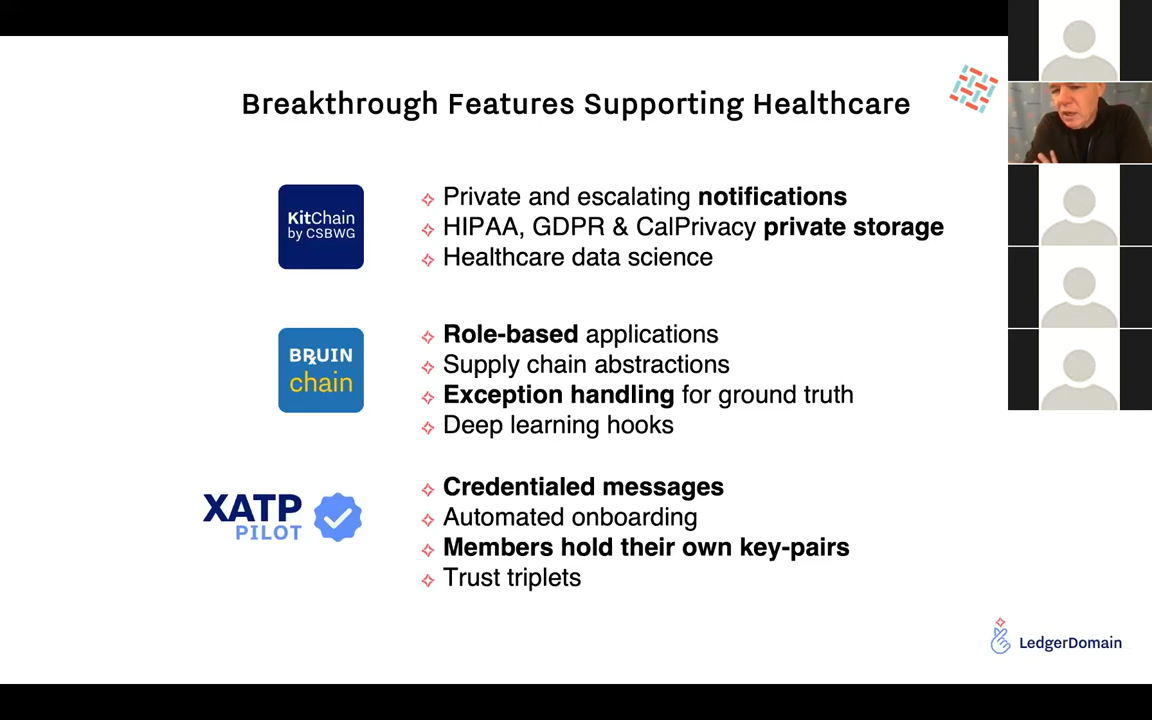 Breakthrough Features Supporting Healthcare
KitChain
by CSBWG
Private and escalating notifications
HIPAA, GDPR & CalPrivacy private storage
Healthcare data science
BRUIN
chain
Role-based applications
Supply chain abstractions
Exception handling for ground truth
Deep learning hooks
XATP
PILOT
Credentialed messages
Automated onboarding
Members hold their own key-pairs
Trust triplets
LedgerDomain